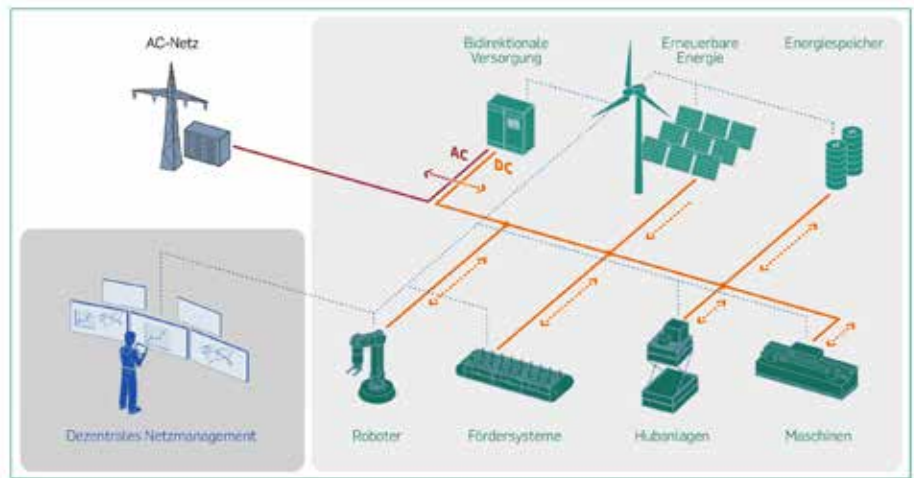 AC-Netz
Bidirektionale
Versorgung
Erneuerbare
Energie
Energiespeicher
AC
DC
Dezentrales Netzmanagement
Roboter
Fördersysteme
Hubanlagen
Maschinen